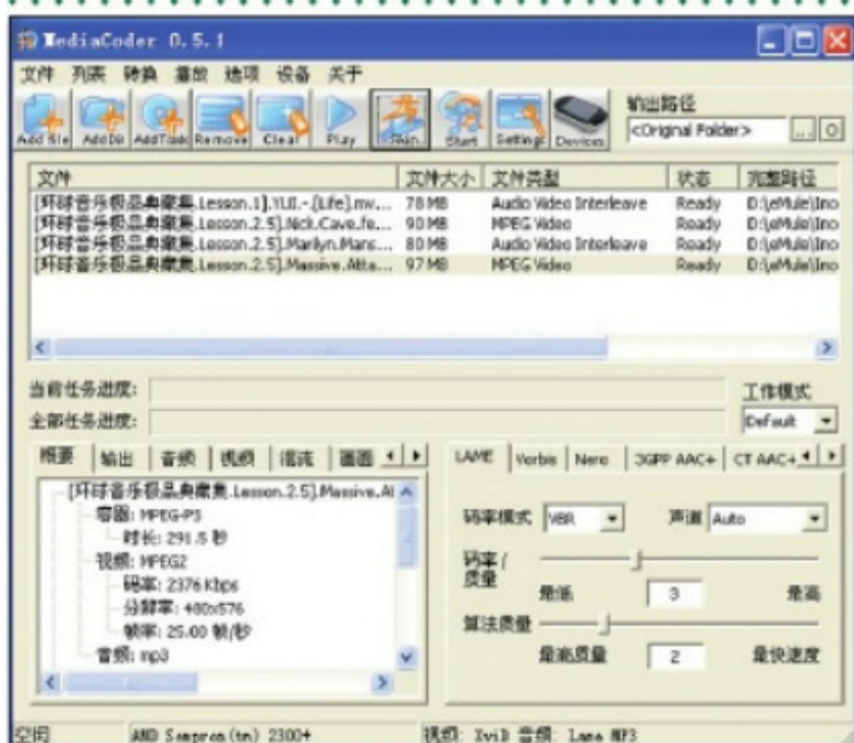 MediaCoder 0.5.1
文件 列表 转换 播放 选项 设备 关于
Add file Add Dir Add Task Remove Clear Play Skin Start Settings Devices
输出路径
<Original Folder> ... O
文件 文件大小 文件类型 状态 完整路径
[环球音乐极品典藏集.Lesson.1].YUI.-.[Life].mv... 78 MB Audio Video Interleave Ready D:\eMule\Ino
[环球音乐极品典藏集.Lesson.2.5].Nick.Cave.fe... 90 MB MPEG Video Ready D:\eMule\Ino
[环球音乐极品典藏集.Lesson.2.5].Marilyn.Mans... 80 MB Audio Video Interleave Ready D:\eMule\Ino
[环球音乐极品典藏集.Lesson.2.5].Massive.Atta... 97 MB MPEG Video Ready D:\eMule\Ino
当前任务进度:
全部任务进度:
工作模式
Default
概要 输出 音频 视频 混流 画面
[环球音乐极品典藏集.Lesson.2.5].Massive.At
容器: MPEG-PS
时长: 291.5 秒
视频: MPEG2
码率: 2376 Kbps
分辨率: 480x576
帧率: 25.00 帧/秒
音频: mp3
LAME Vorbis Nero 3GPP AAC+ CT AAC+
码率模式 VBR 声道 Auto
码率/
质量
最低 3 最高
算法质量
最高质量 2 最快速度
空闲 AMD Sempron(tm) 2300+ 视频: XviD 音频: Lame MP3